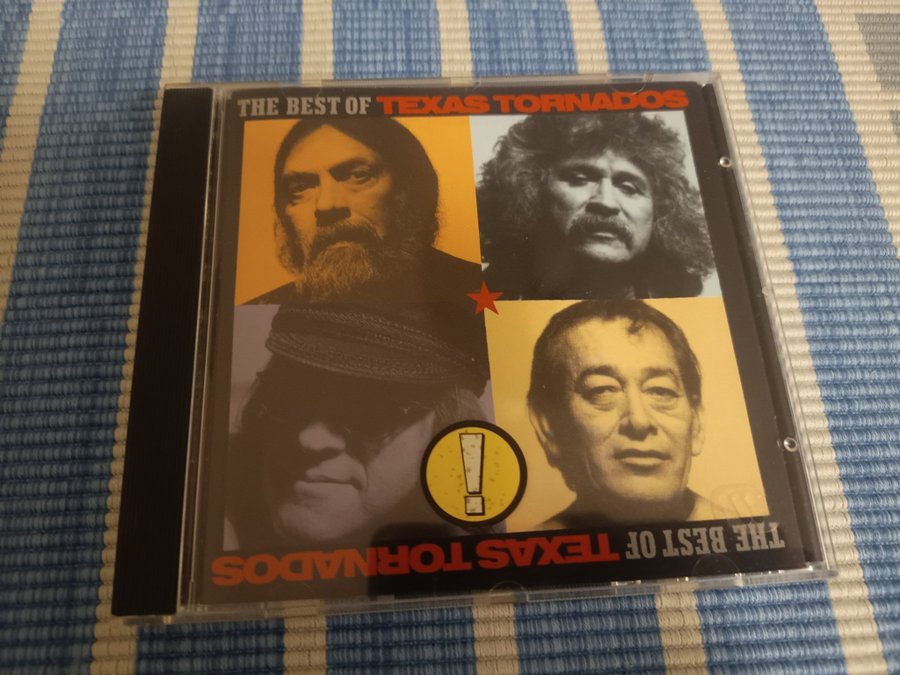 THE BEST OF TEXAS TORNADOS
!
THE BEST OF TEXAS TORNADOS